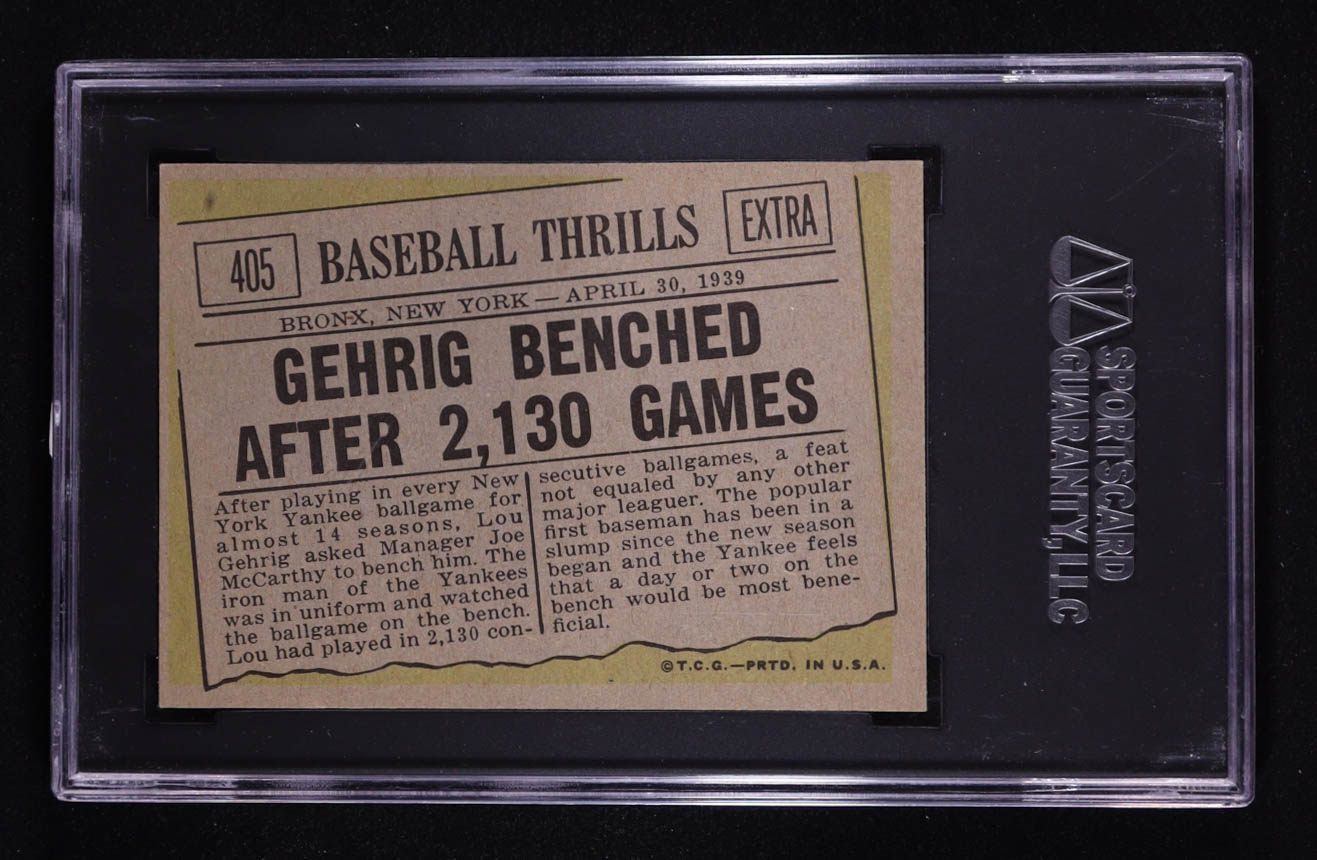 405 BASEBALL THRILLS EXTRA
BRONX, NEW YORK — APRIL 30, 1939
GEHRIG BENCHED
AFTER 2,130 GAMES
After playing in every New
York Yankee ballgame for
almost 14 seasons, Lou
Gehrig asked Manager Joe
McCarthy to bench him. The
iron man of the Yankees
was in uniform and watched
the ballgame on the bench.
Lou had played in 2,130 con-
secutive ballgames, a feat
not equaled by any other
major leaguer. The popular
first baseman has been in a
slump since the new season
began and the Yankee feels
that a day or two on the
bench would be most bene-
ficial.
©T.C.G.—PRTD. IN U.S.A.
SPORTSCARD
GUARANTY, LLC